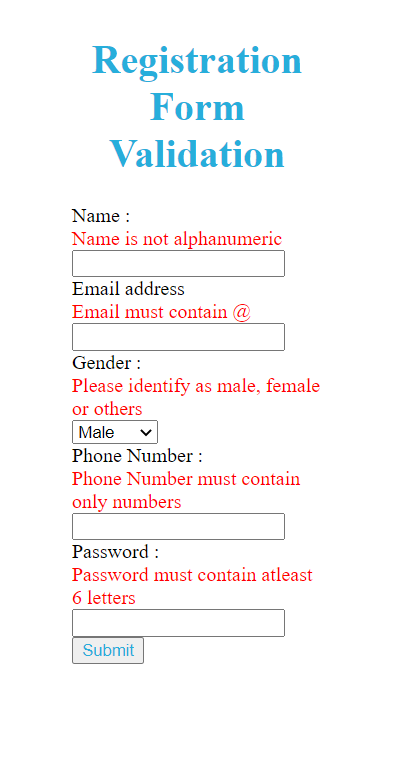 Registration
Form
Validation
Name :
Name is not alphanumeric
Email address
Email must contain @
Gender :
Please identify as male, female
or others
Male
Phone Number :
Phone Number must contain
only numbers
Password :
Password must contain atleast
6 letters
Submit